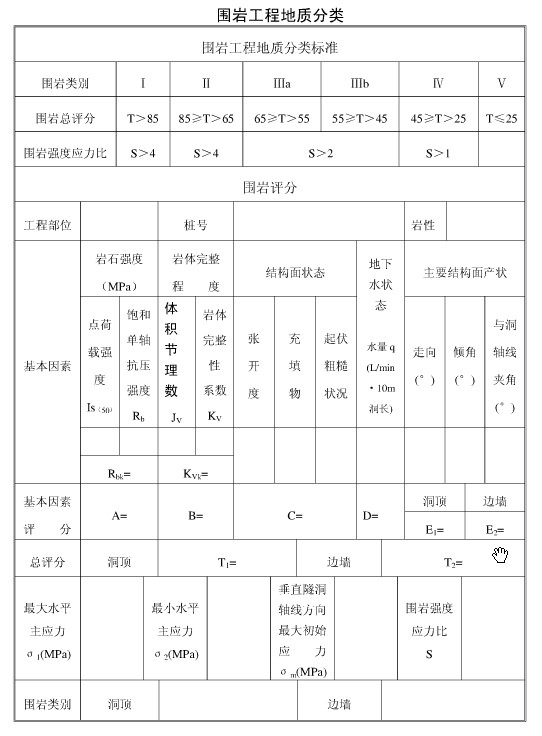 围岩工程地质分类
围岩工程地质分类标准
围岩类别 Ⅰ Ⅱ Ⅲa Ⅲb Ⅳ Ⅴ
围岩总评分 T>85 85≥T>65 65≥T>55 55≥T>45 45≥T>25 T≤25
围岩强度应力比 S>4 S>4 S>2 S>1
围岩评分
工程部位 桩号 岩性
基本因素
岩石强度
（MPa）
岩体完整
程 度
结构面状态
地下
水状
态
水量 q
(L/min
·10m
洞长)
主要结构面产状
点荷
载强
度
Is（50）
饱和
单轴
抗压
强度
Rb
体
积
节
理
数
JV
岩体
完整
性
系数
KV
张
开
度
充
填
物
起伏
粗糙
状况
走向
(°)
倾角
(°)
与洞
轴线
夹角
(°)
Rbk= KVk=
基本因素
评 分
A= B= C= D=
洞顶 边墙
E1= E2=
总评分 洞顶 T1= 边墙 T2=
最大水平
主应力
σ1(MPa)
最小水平
主应力
σ2(MPa)
垂直隧洞
轴线方向
最大初始
应 力
σm(MPa)
围岩强度
应力比
S
围岩类别 洞顶 边墙